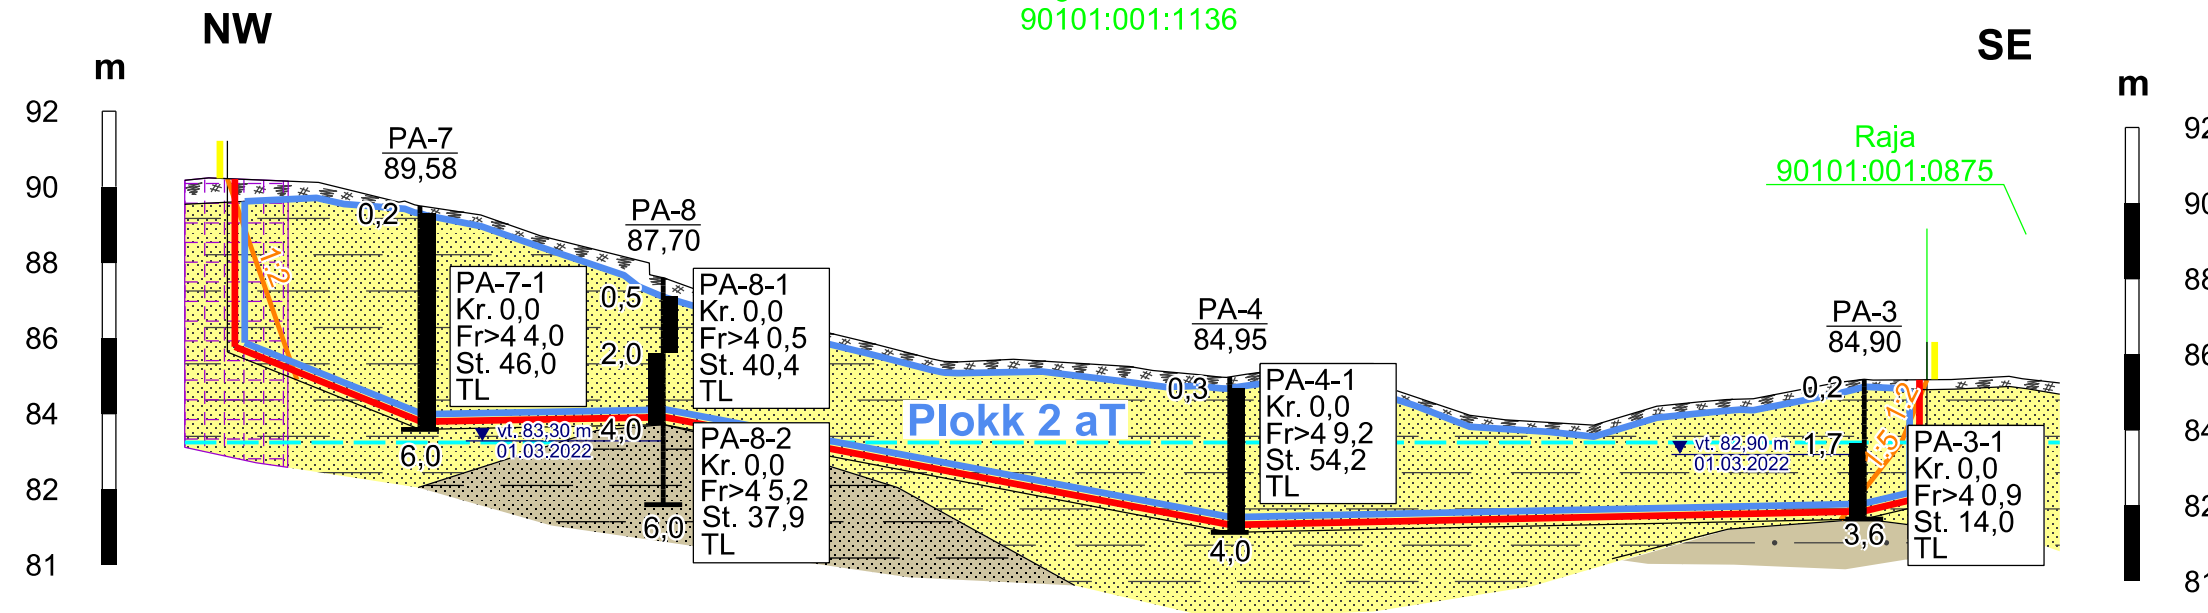 90101:001:1136
NW
SE
m
m
92
90
88
86
84
82
81
PA-7
89,58
0,2
6,0
1:2
PA-7-1
Kr. 0,0
Fr>4 4,0
St. 46,0
TL
vt. 83,30 m
01.03.2022
PA-8
87,70
0,5
2,0
4,0
6,0
PA-8-1
Kr. 0,0
Fr>4 0,5
St. 40,4
TL
PA-8-2
Kr. 0,0
Fr>4 5,2
St. 37,9
TL
Plokk 2 aT
PA-4
84,95
0,3
4,0
PA-4-1
Kr. 0,0
Fr>4 9,2
St. 54,2
TL
vt. 82,90 m
01.03.2022
Raja
90101:001:0875
PA-3
84,90
0,2
1,7
3,6
1:2
1:5
PA-3-1
Kr. 0,0
Fr>4 0,9
St. 14,0
TL
92
90
88
86
84
82
81